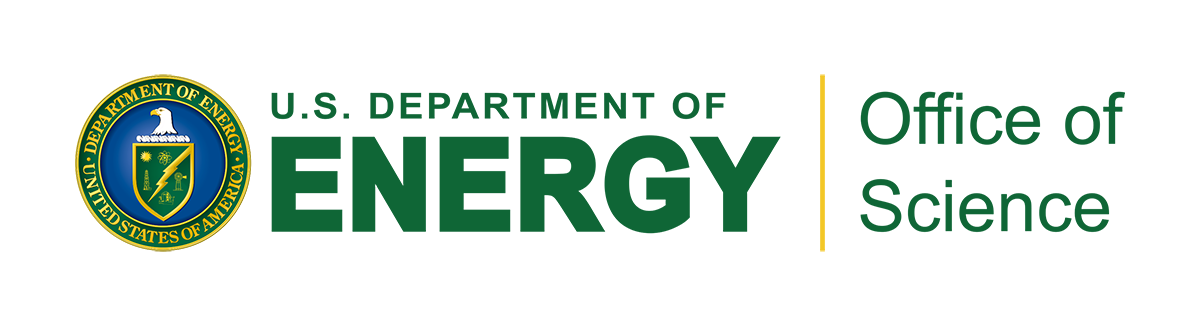 DEPARTMENT OF ENERGY
UNITED STATES OF AMERICA
U.S. DEPARTMENT OF
ENERGY
Office of
Science